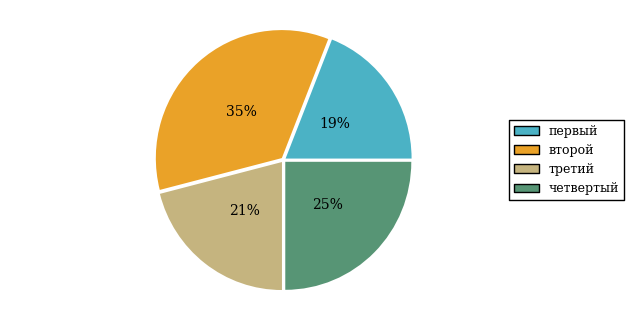 35%
19%
21%
25%
первый
второй
третий
четвертый